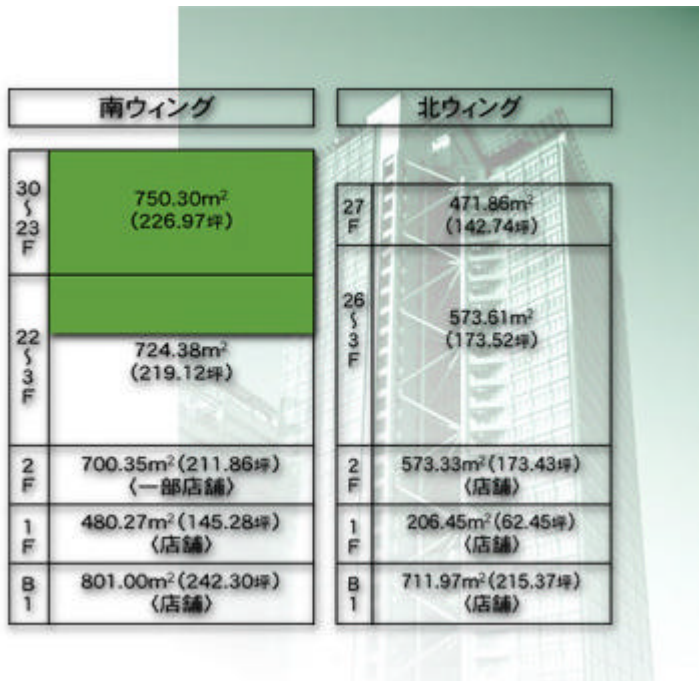 南ウィング
30
〜
23
F
750.30m²
(226.97坪)
22
〜
3
F
724.38m²
(219.12坪)
2
F
700.35m²(211.86坪)
〈一部店舗〉
1
F
480.27m²(145.28坪)
〈店舗〉
B
1
801.00m²(242.30坪)
〈店舗〉
北ウィング
27
F
471.86m²
(142.74坪)
26
〜
3
F
573.61m²
(173.52坪)
2
F
573.33m²(173.43坪)
〈店舗〉
1
F
206.45m²(62.45坪)
〈店舗〉
B
1
711.97m²(215.37坪)
〈店舗〉